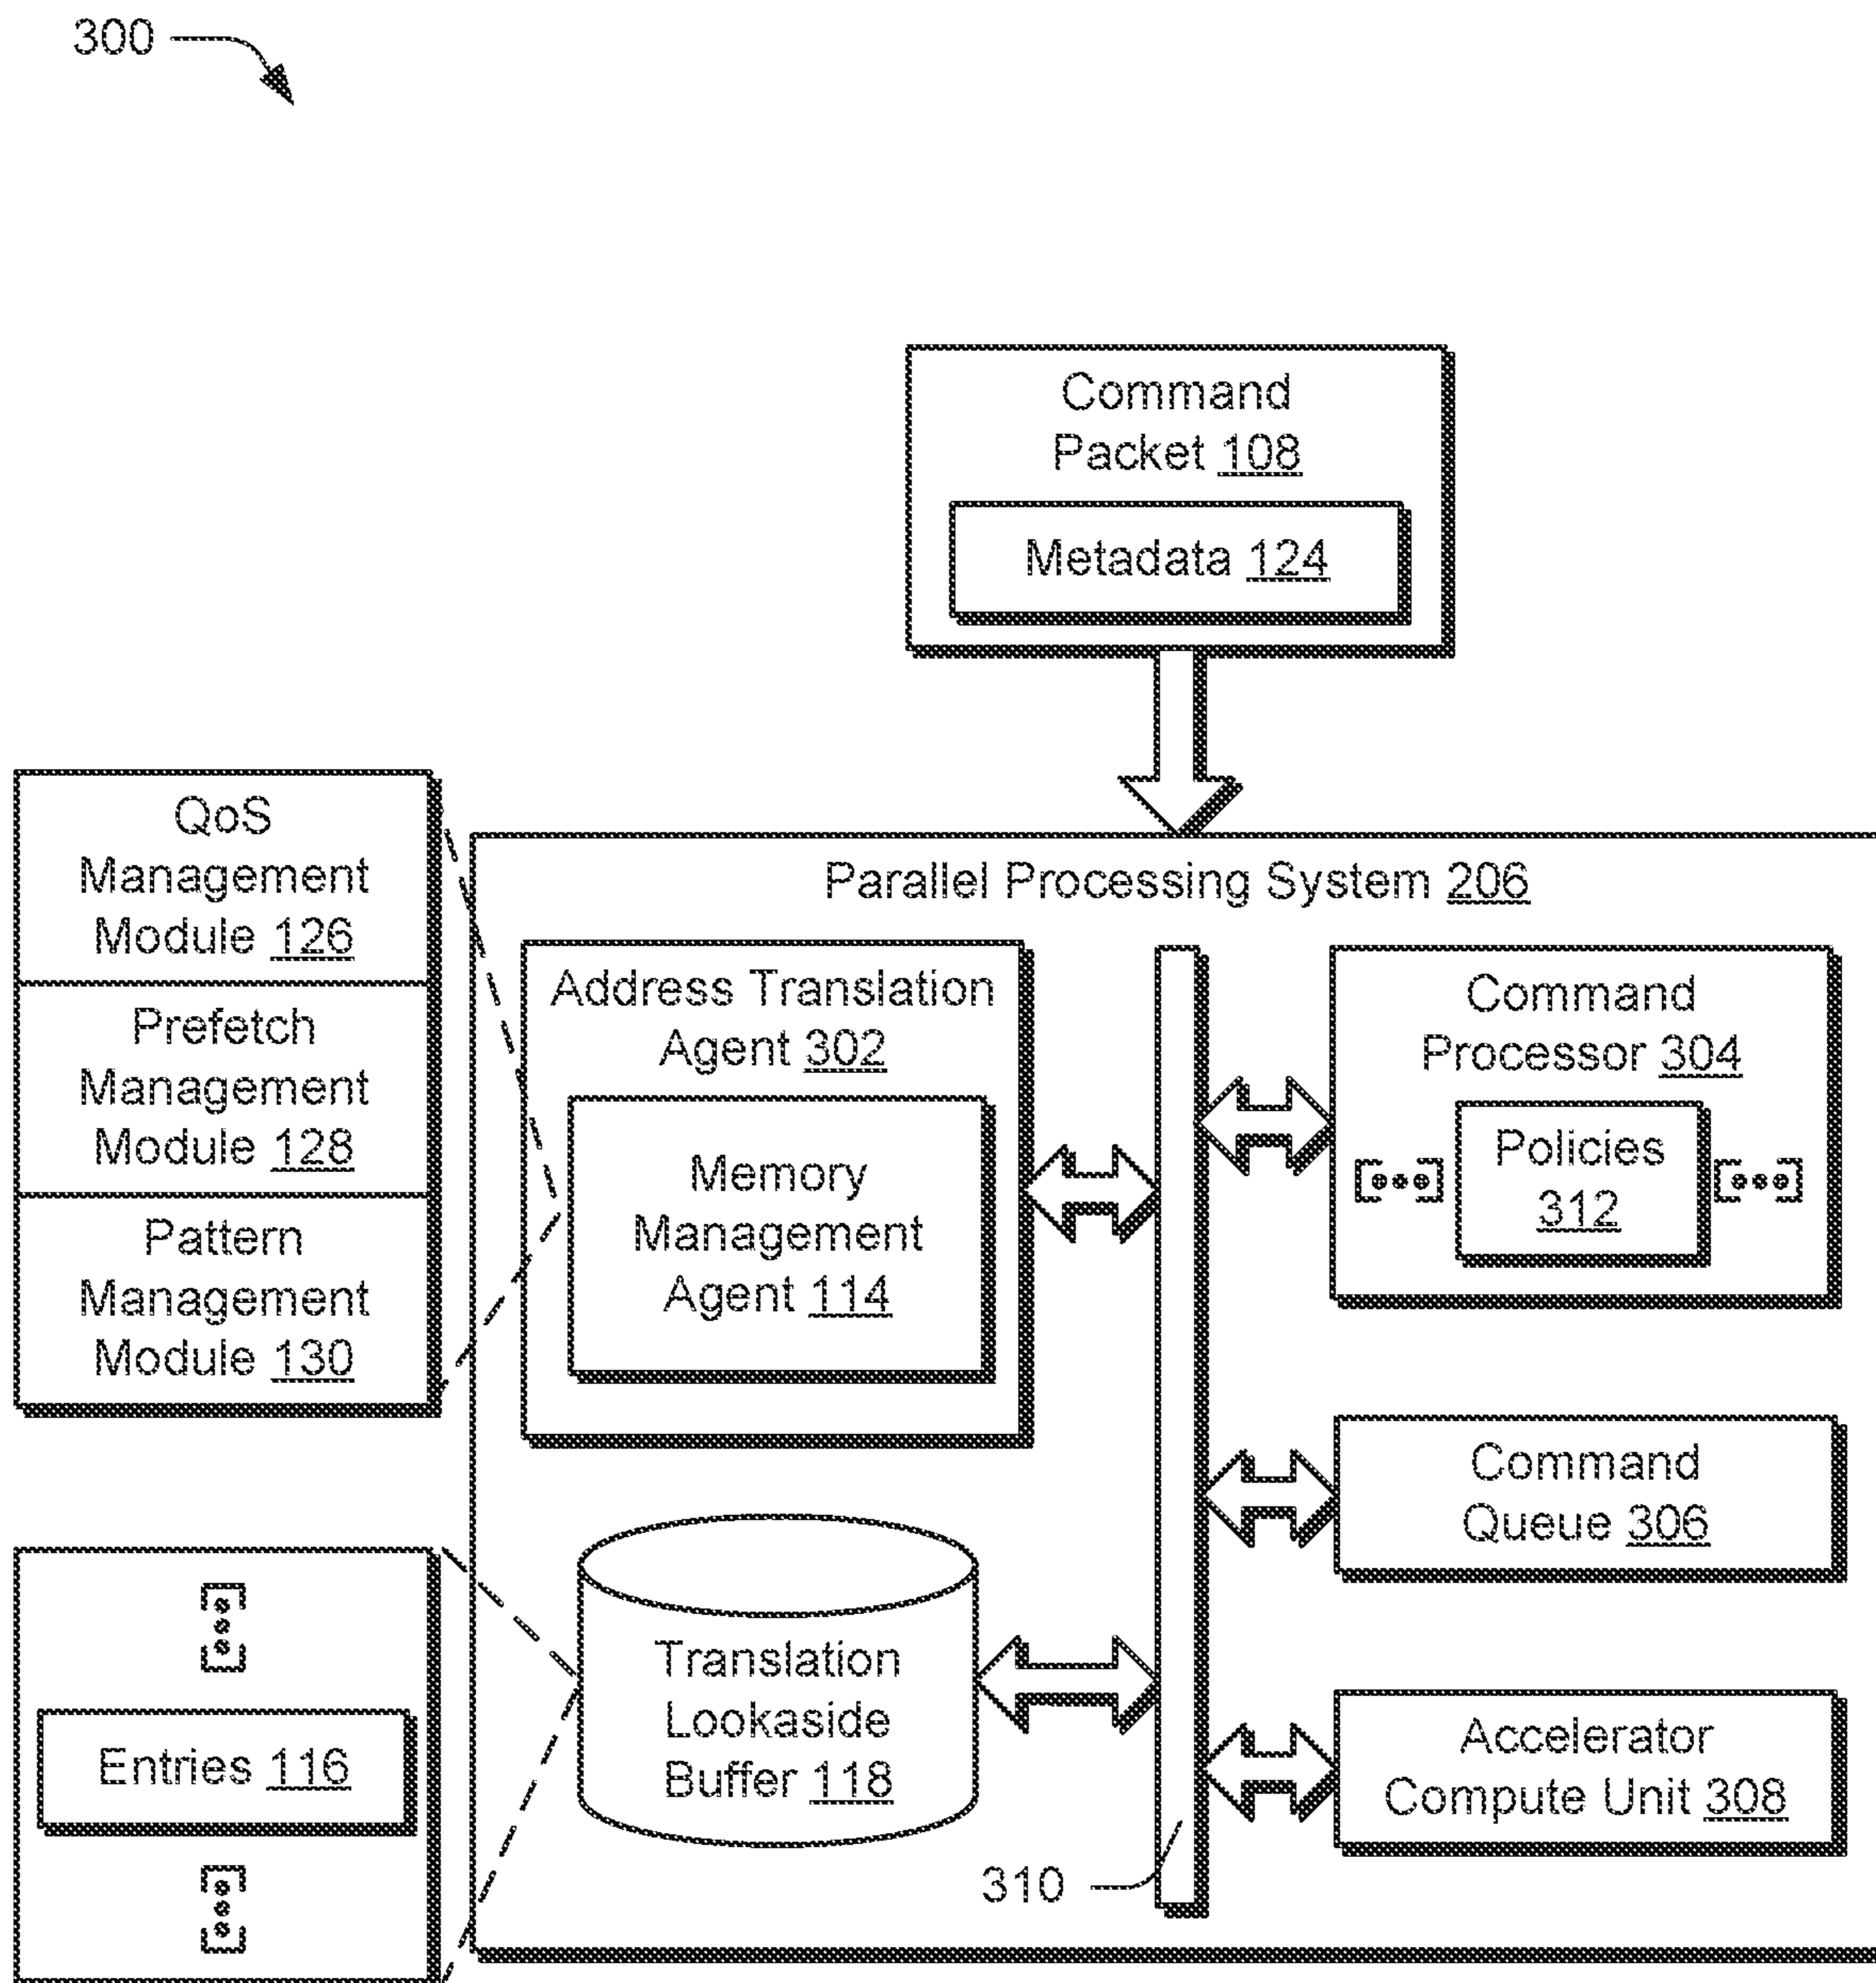 300
Command
Packet 108
Metadata 124
QoS
Management
Module 126
Prefetch
Management
Module 128
Pattern
Management
Module 130
Parallel Processing System 206
Address Translation
Agent 302
Memory
Management
Agent 114
Command
Processor 304
Policies
312
Command
Queue 306
Translation
Lookaside
Buffer 118
Accelerator
Compute Unit 308
Entries 116
310